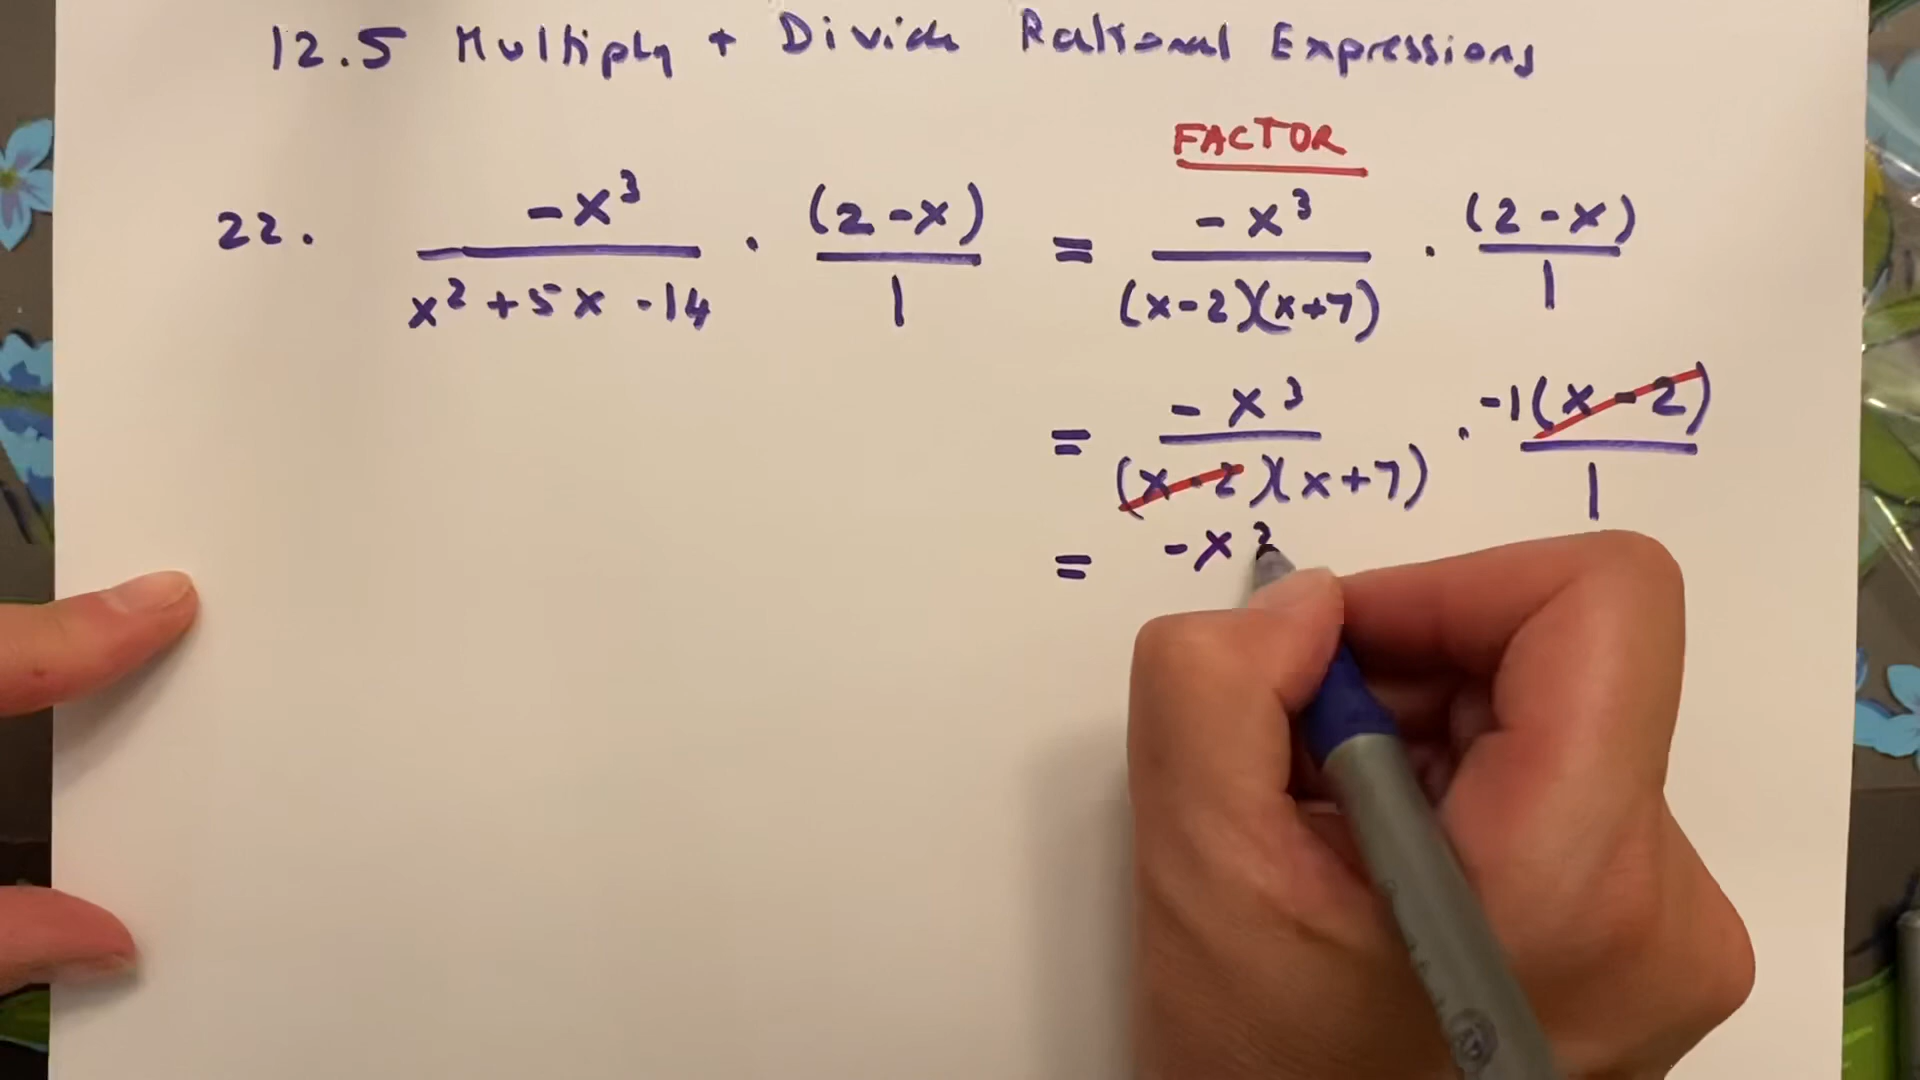 12.5 Multiply + Divide Rational Expressions
FACTOR
22. -x³ / x² + 5x - 14 · (2 - x) / 1 = -x³ / (x-2)(x+7) · (2 - x) / 1
= -x³ / (x-2)(x+7) · -1(x-2) / 1
= -x³